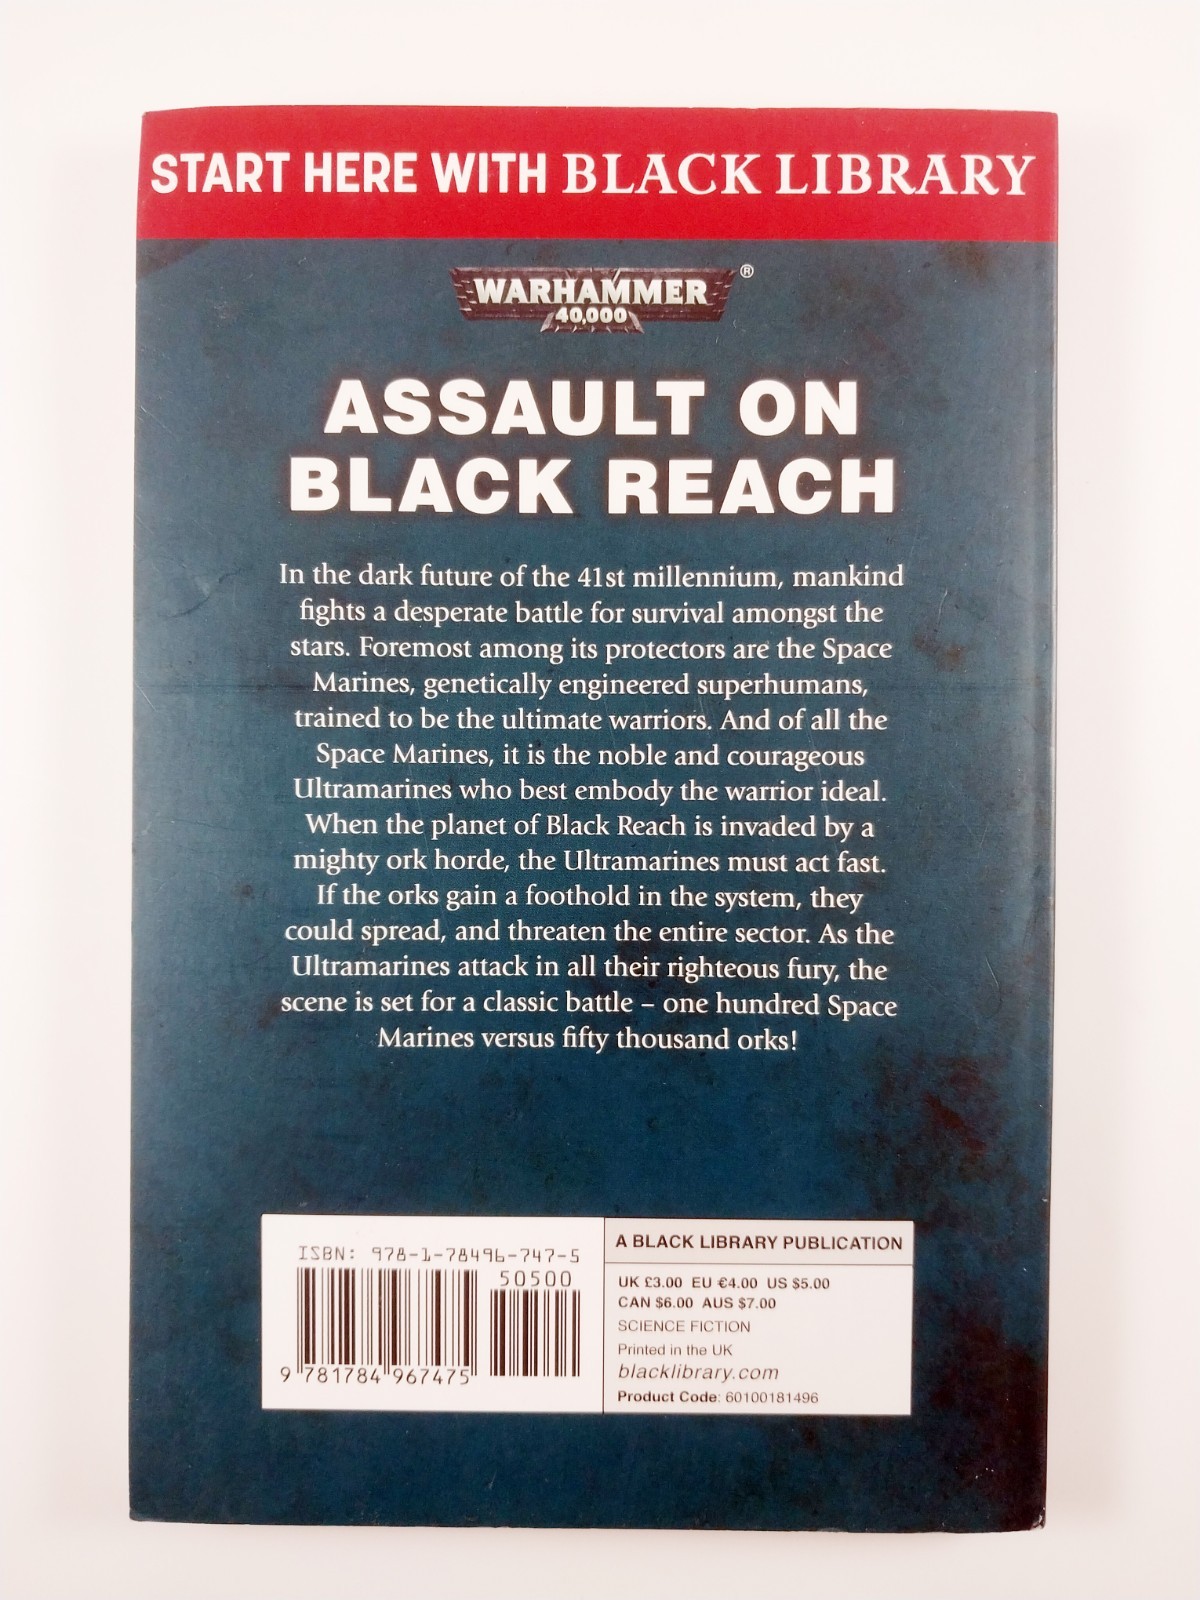 START HERE WITH BLACK LIBRARY
WARHAMMER ®
40,000
ASSAULT ON
BLACK REACH
In the dark future of the 41st millennium, mankind
fights a desperate battle for survival amongst the
stars. Foremost among its protectors are the Space
Marines, genetically engineered superhumans,
trained to be the ultimate warriors. And of all the
Space Marines, it is the noble and courageous
Ultramarines who best embody the warrior ideal.
When the planet of Black Reach is invaded by a
mighty ork horde, the Ultramarines must act fast.
If the orks gain a foothold in the system, they
could spread, and threaten the entire sector. As the
Ultramarines attack in all their righteous fury, the
scene is set for a classic battle – one hundred Space
Marines versus fifty thousand orks!
ISBN: 978-1-78496-747-5
50500
9 781784 967475
A BLACK LIBRARY PUBLICATION
UK £3.00 EU €4.00 US $5.00
CAN $6.00 AUS $7.00
SCIENCE FICTION
Printed in the UK
blacklibrary.com
Product Code: 60100181496